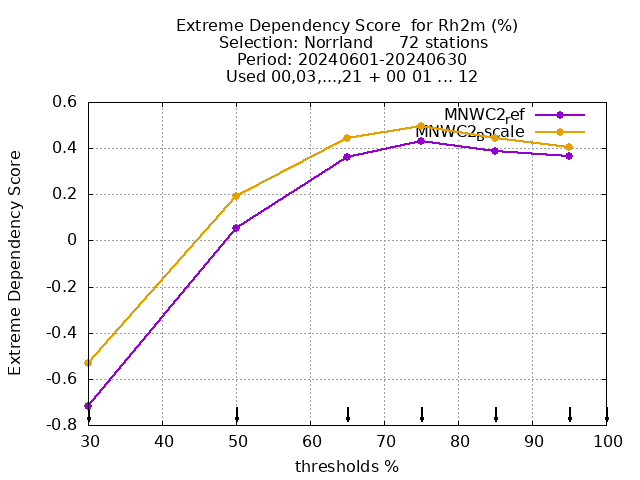 Extreme Dependency Score  for Rh2m (%)
Selection: Norrland     72 stations
Period: 20240601-20240630
Used 00,03,...,21 + 00 01 ... 12
MNWC2ref
MNWC2Bscale
0.6
0.4
0.2
0
-0.2
-0.4
-0.6
-0.8
Extreme Dependency Score
30 40 50 60 70 80 90 100
thresholds %